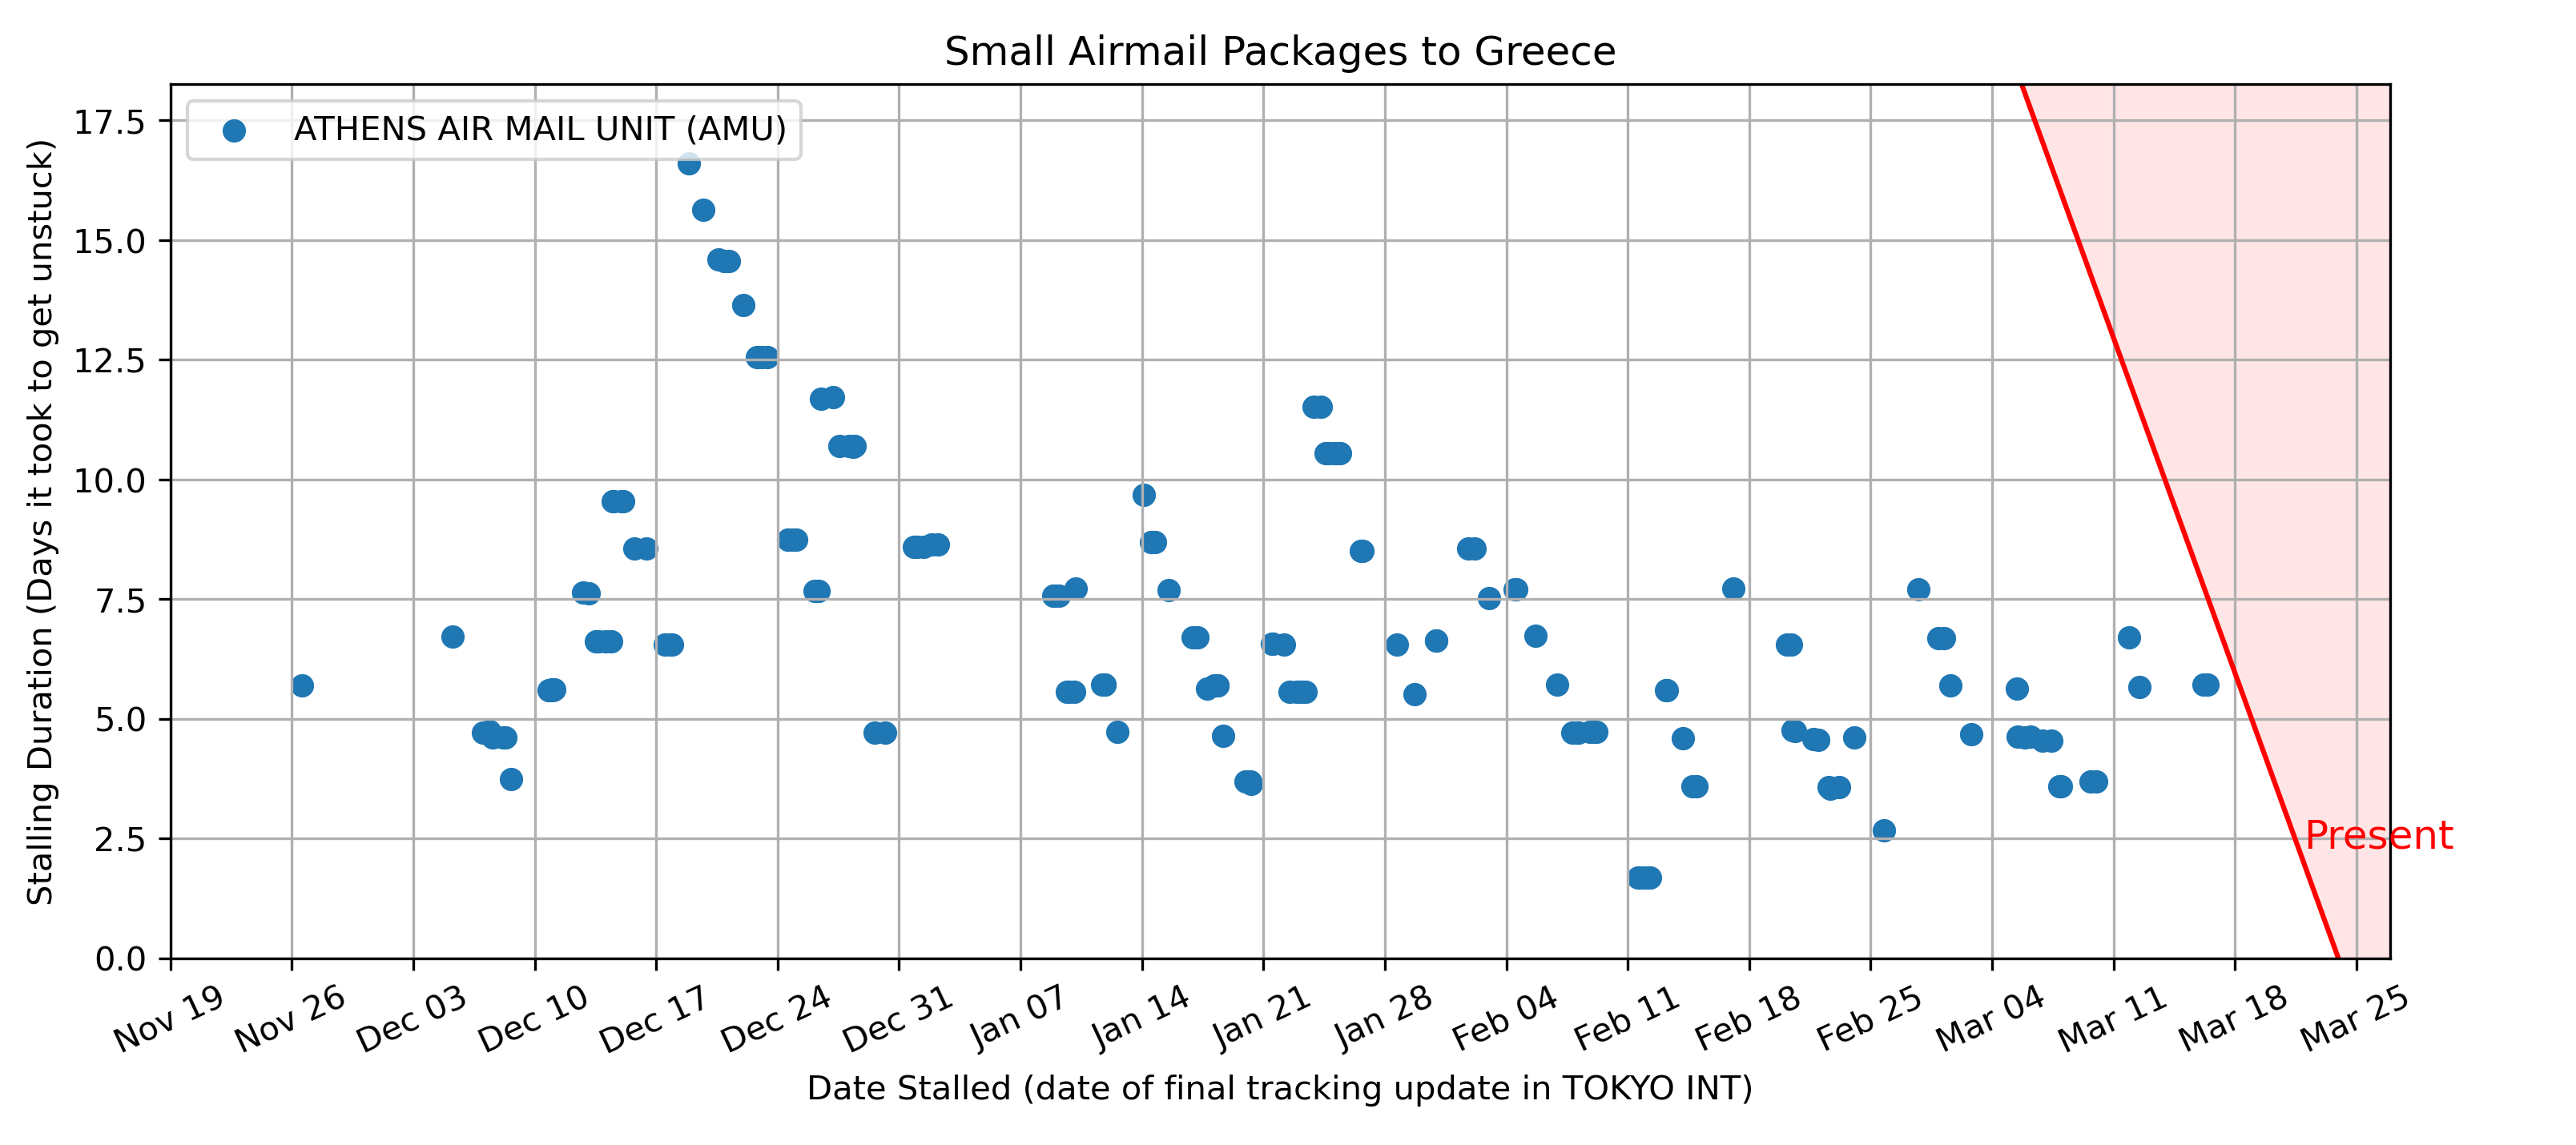 Small Airmail Packages to Greece
ATHENS AIR MAIL UNIT (AMU)
Stalling Duration (Days it took to get unstuck)
17.5
15.0
12.5
10.0
7.5
5.0
2.5
0.0
Present
Nov 19 Nov 26 Dec 03 Dec 10 Dec 17 Dec 24 Dec 31 Jan 07 Jan 14 Jan 21 Jan 28 Feb 04 Feb 11 Feb 18 Feb 25 Mar 04 Mar 11 Mar 18 Mar 25
Date Stalled (date of final tracking update in TOKYO INT)